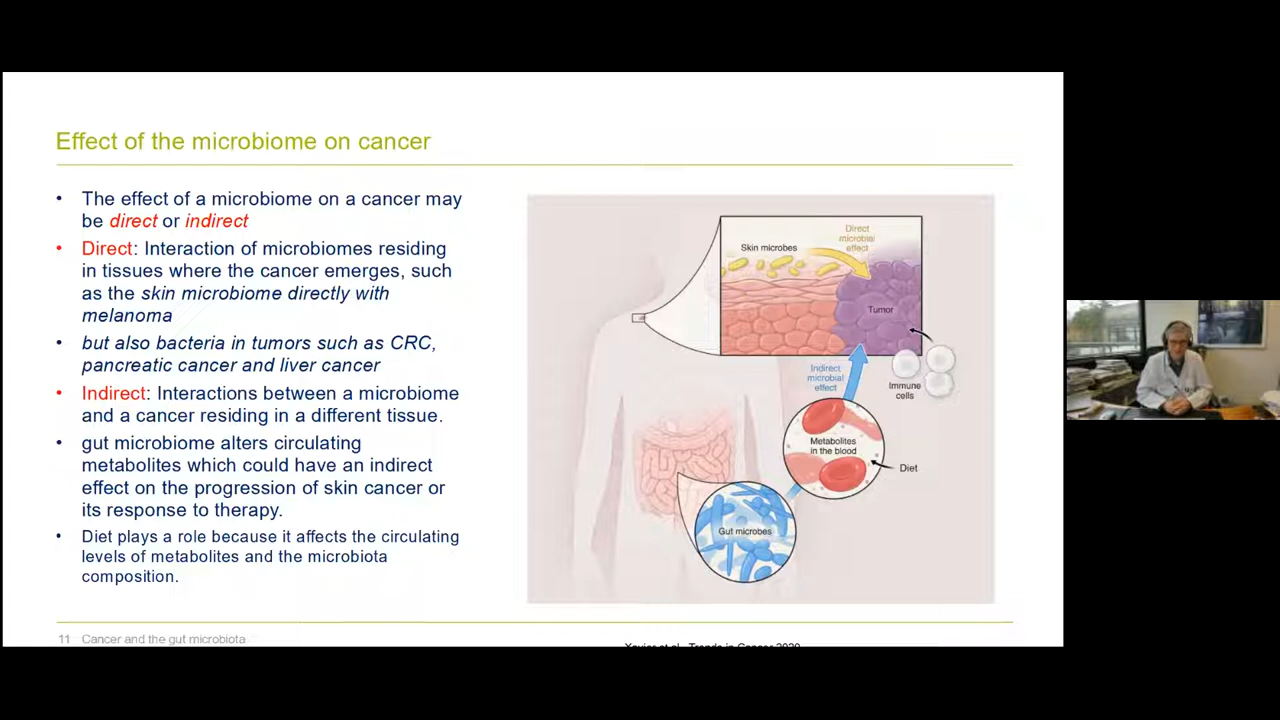 Effect of the microbiome on cancer
• The effect of a microbiome on a cancer may
be direct or indirect
• Direct: Interaction of microbiomes residing
in tissues where the cancer emerges, such
as the skin microbiome directly with
melanoma
• but also bacteria in tumors such as CRC,
pancreatic cancer and liver cancer
• Indirect: Interactions between a microbiome
and a cancer residing in a different tissue.
• gut microbiome alters circulating
metabolites which could have an indirect
effect on the progression of skin cancer or
its response to therapy.
• Diet plays a role because it affects the circulating
levels of metabolites and the microbiota
composition.
Skin microbes
Direct
microbial
effect
Tumor
Indirect
microbial
effect
Immune
cells
Metabolites
in the blood
Diet
Gut microbes
11 Cancer and the gut microbiota